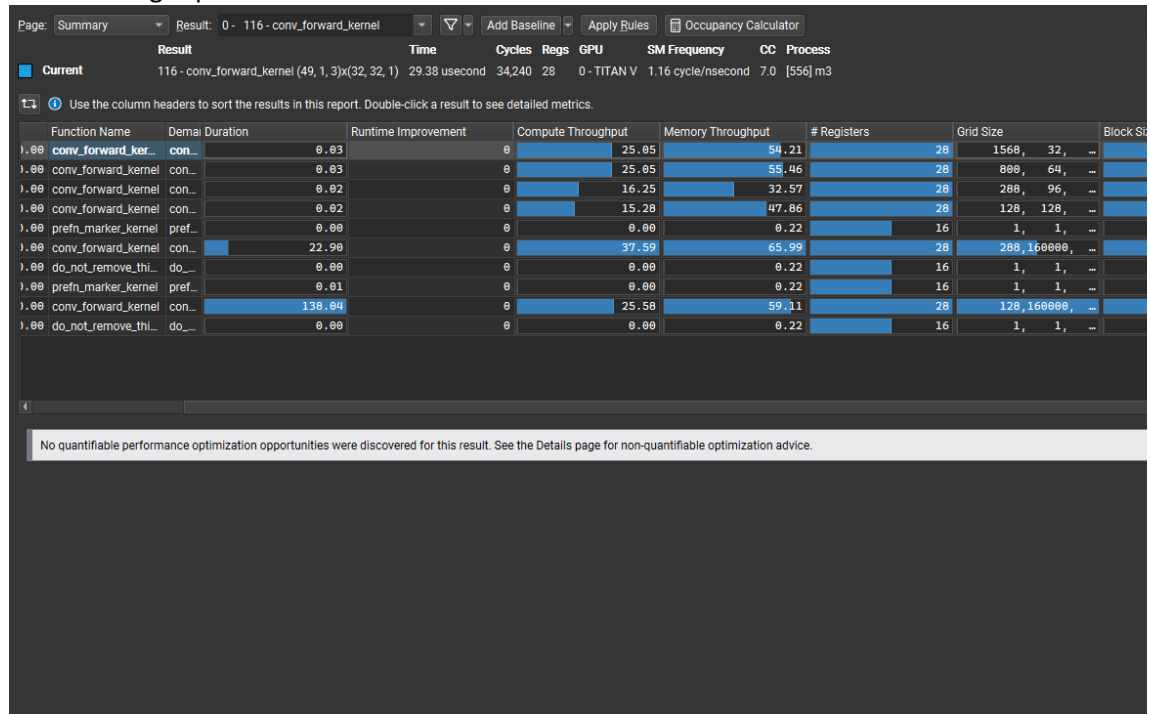 Page: Summary Result: 0 - 116 - conv_forward_kernel Add Baseline Apply Rules Occupancy Calculator
Result Time Cycles Regs GPU SM Frequency CC Process
Current 116 - conv_forward_kernel (49, 1, 3)x(32, 32, 1) 29.38 usecond 34,240 28 0 - TITAN V 1.16 cycle/nsecond 7.0 [556] m3
Use the column headers to sort the results in this report. Double-click a result to see detailed metrics.
Function Name Demai Duration Runtime Improvement Compute Throughput Memory Throughput # Registers Grid Size Block Siz
).00 conv_forward_ker... con... 0.03 0 25.05 54.21 28 1568, 32, ...
).00 conv_forward_kernel con... 0.03 0 25.05 55.46 28 800, 64, ...
).00 conv_forward_kernel con... 0.02 0 16.25 32.57 28 288, 96, ...
).00 conv_forward_kernel con... 0.02 0 15.28 47.86 28 128, 128, ...
).00 prefn_marker_kernel pref... 0.00 0 0.00 0.22 16 1, 1, ...
).00 conv_forward_kernel con... 22.90 0 37.59 65.99 28 288,160000, ...
).00 do_not_remove_thi... do_... 0.00 0 0.00 0.22 16 1, 1, ...
).00 prefn_marker_kernel pref... 0.01 0 0.00 0.22 16 1, 1, ...
).00 conv_forward_kernel con... 138.04 0 25.58 59.11 28 128,160000, ...
).00 do_not_remove_thi... do_... 0.00 0 0.00 0.22 16 1, 1, ...
No quantifiable performance optimization opportunities were discovered for this result. See the Details page for non-quantifiable optimization advice.